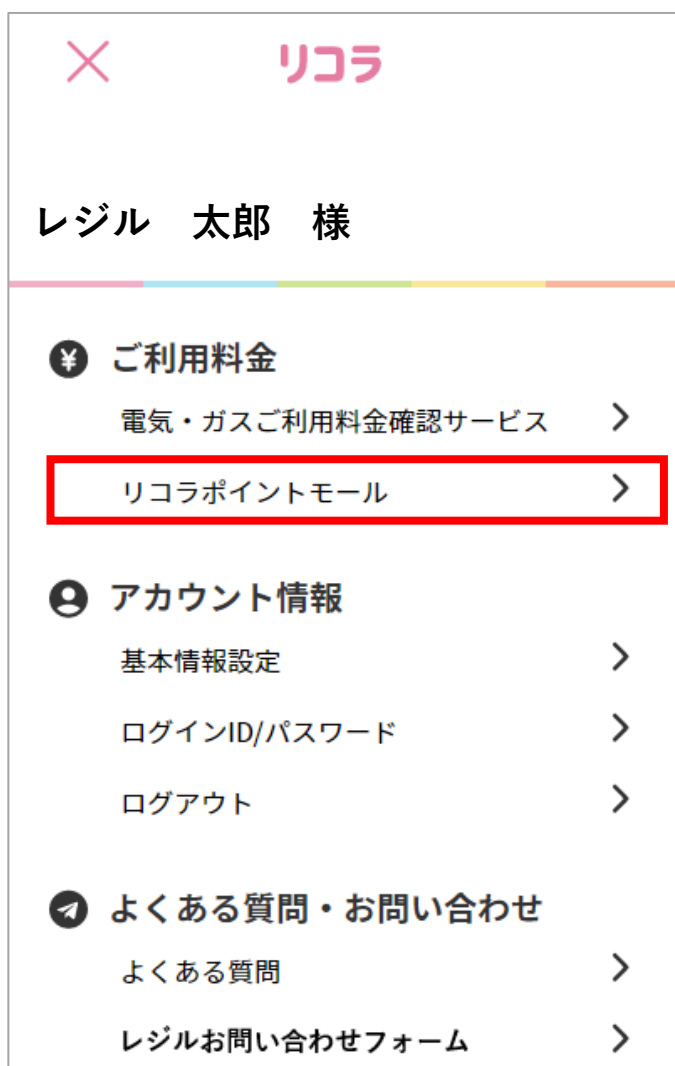 リコラ
レジル 太郎 様
ご利用料金
電気・ガスご利用料金確認サービス
リコラポイントモール
アカウント情報
基本情報設定
ログインID/パスワード
ログアウト
よくある質問・お問い合わせ
よくある質問
レジルお問い合わせフォーム